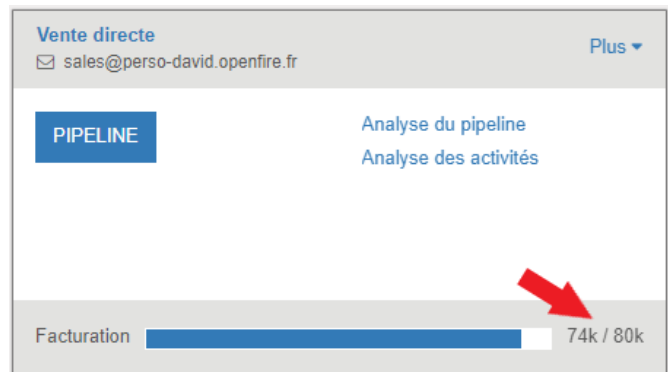 Vente directe
sales@perso-david.openfire.fr
Plus
PIPELINE
Analyse du pipeline
Analyse des activités
Facturation
74k / 80k